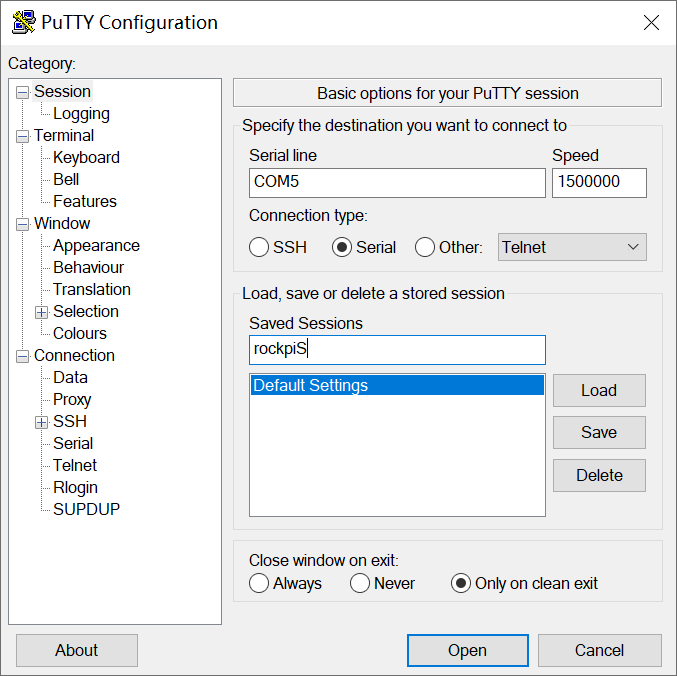 PuTTY Configuration
Category:
Session
Logging
Terminal
Keyboard
Bell
Features
Window
Appearance
Behaviour
Translation
Selection
Colours
Connection
Data
Proxy
SSH
Serial
Telnet
Rlogin
SUPDUP
Basic options for your PuTTY session
Specify the destination you want to connect to
Serial line Speed
COM5 1500000
Connection type:
SSH Serial Other: Telnet
Load, save or delete a stored session
Saved Sessions
rockpiS
Default Settings
Load
Save
Delete
Close window on exit:
Always Never Only on clean exit
About Open Cancel